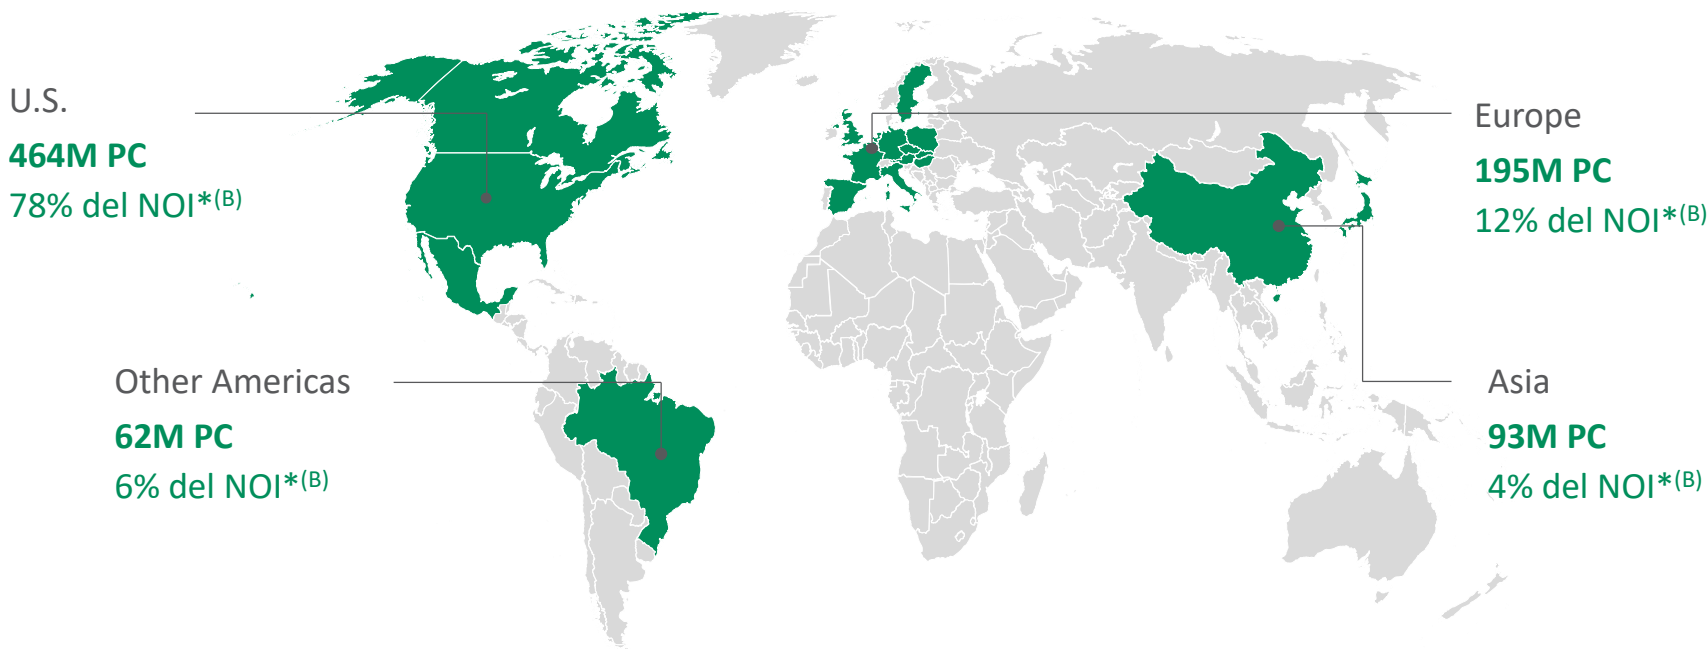 U.S.
464M PC
78% del NOI*(B)
Europe
195M PC
12% del NOI*(B)
Other Americas
62M PC
6% del NOI*(B)
Asia
93M PC
4% del NOI*(B)